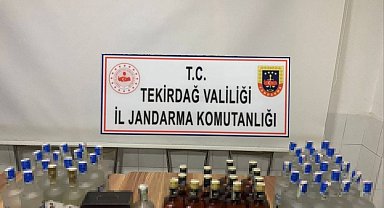 T.C.
TEKİRDAĞ VALİLİĞİ
İL JANDARMA KOMUTANLIĞI